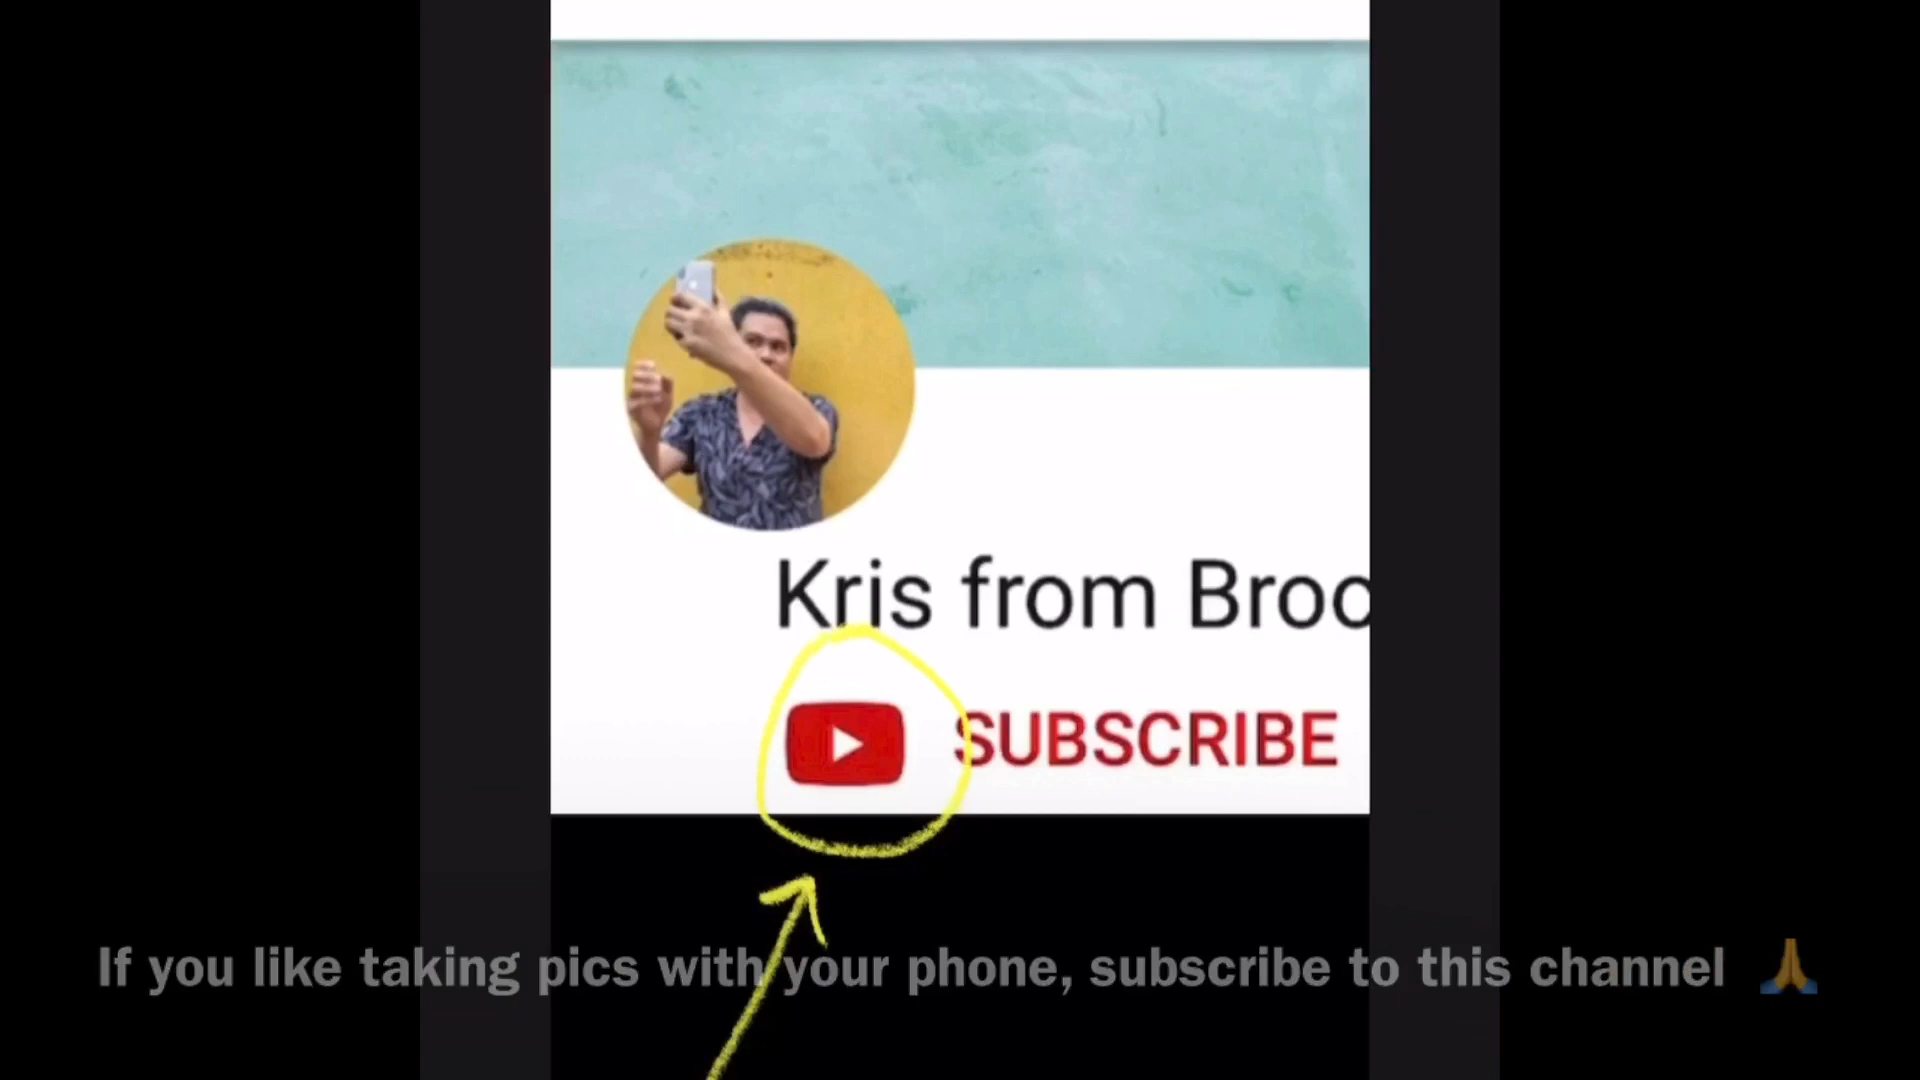 Kris from Broo
SUBSCRIBE
If you like taking pics with your phone, subscribe to this channel 🙏